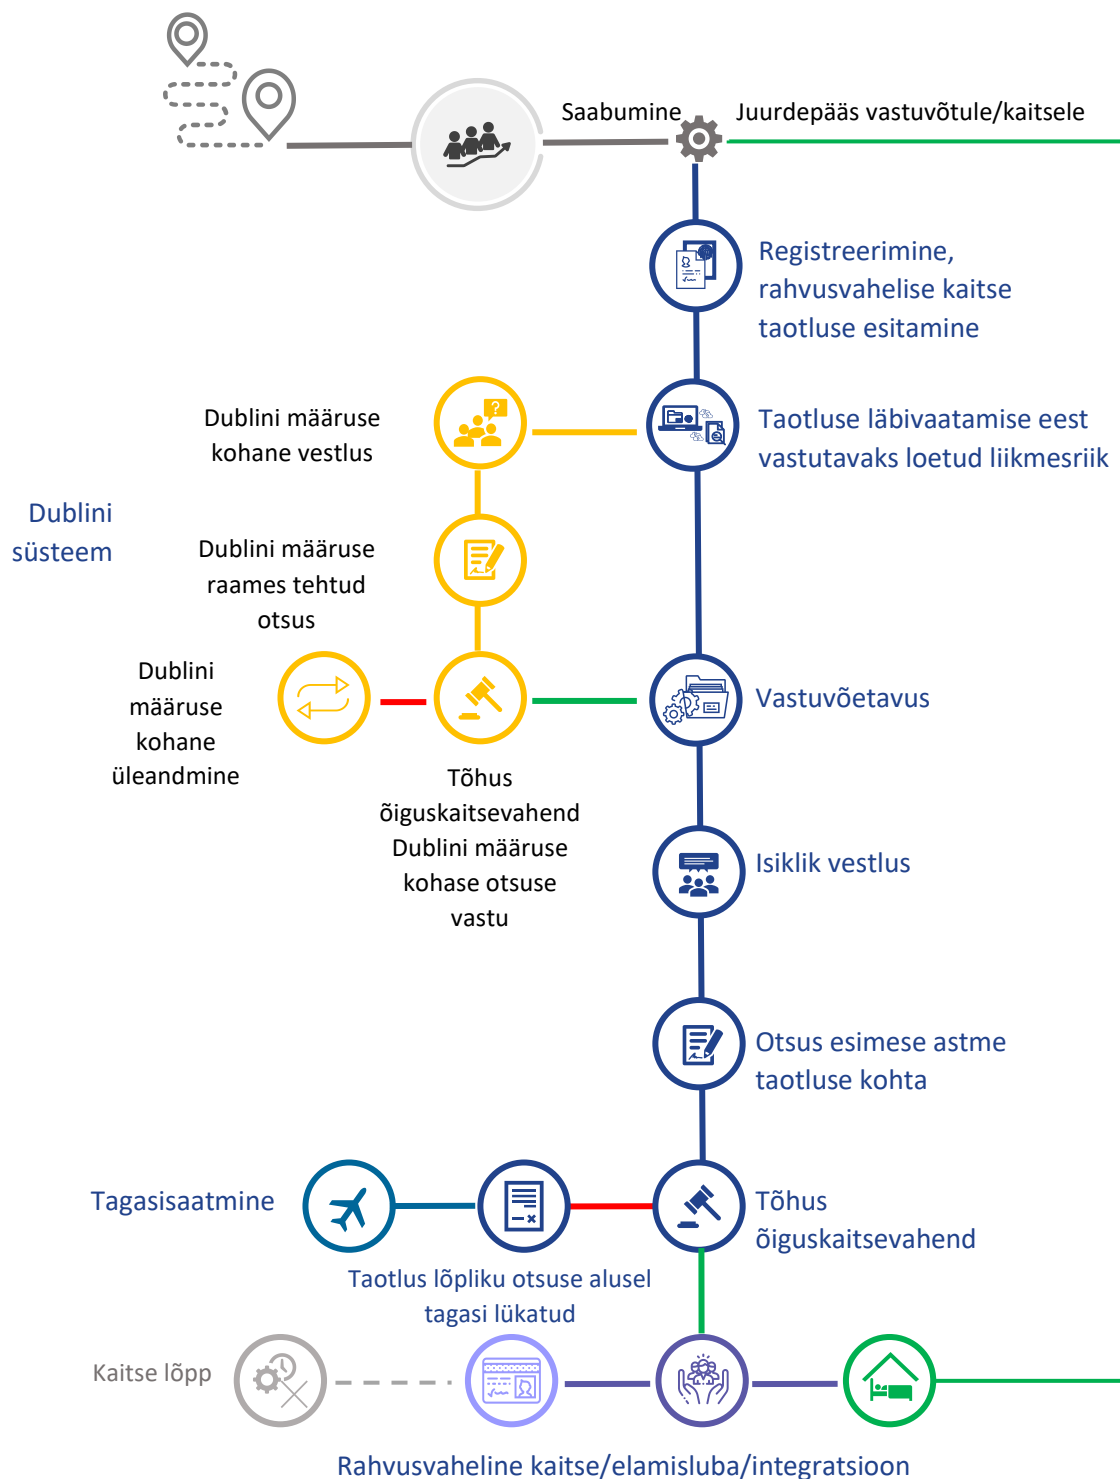 Saabumine
Juurdepääs vastuvõtule/kaitsele
Registreerimine,
rahvusvahelise kaitse
taotluse esitamine
Dublini määruse
kohane vestlus
Taotluse läbivaatamise eest
vastutavaks loetud liikmesriik
Dublini
süsteem
Dublini määruse
raames tehtud
otsus
Dublini
määruse
kohane
üleandmine
Vastuvõetavus
Tõhus
õiguskaitsevahend
Dublini määruse
kohase otsuse
vastu
Isiklik vestlus
Otsus esimese astme
taotluse kohta
Tagasisaatmine
Tõhus
õiguskaitsevahend
Taotlus lõpliku otsuse alusel
tagasi lükatud
Kaitse lõpp
Rahvusvaheline kaitse/elamisluba/integratsioon